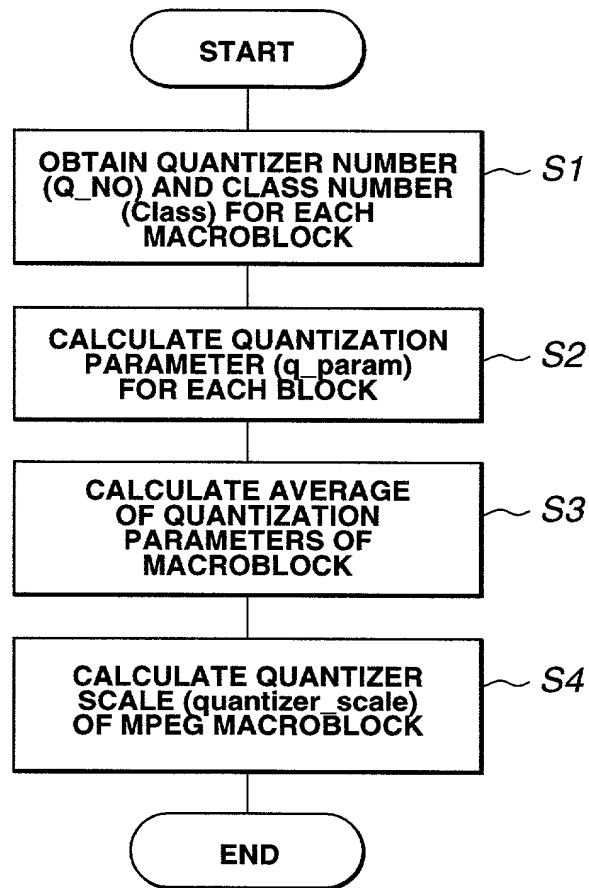 START
OBTAIN QUANTIZER NUMBER
(Q_NO) AND CLASS NUMBER
(Class) FOR EACH
MACROBLOCK
S1
CALCULATE QUANTIZATION
PARAMETER (q_param)
FOR EACH BLOCK
S2
CALCULATE AVERAGE
OF QUANTIZATION
PARAMETERS OF
MACROBLOCK
S3
CALCULATE QUANTIZER
SCALE (quantizer_scale)
OF MPEG MACROBLOCK
S4
END